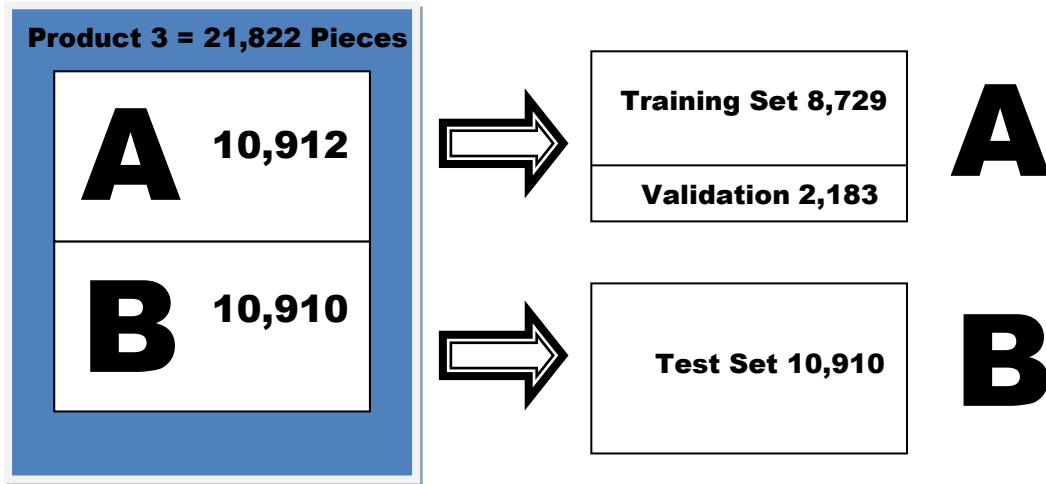 Product 3 = 21,822 Pieces
A 10,912
B 10,910
Training Set 8,729
Validation 2,183
A
Test Set 10,910
B